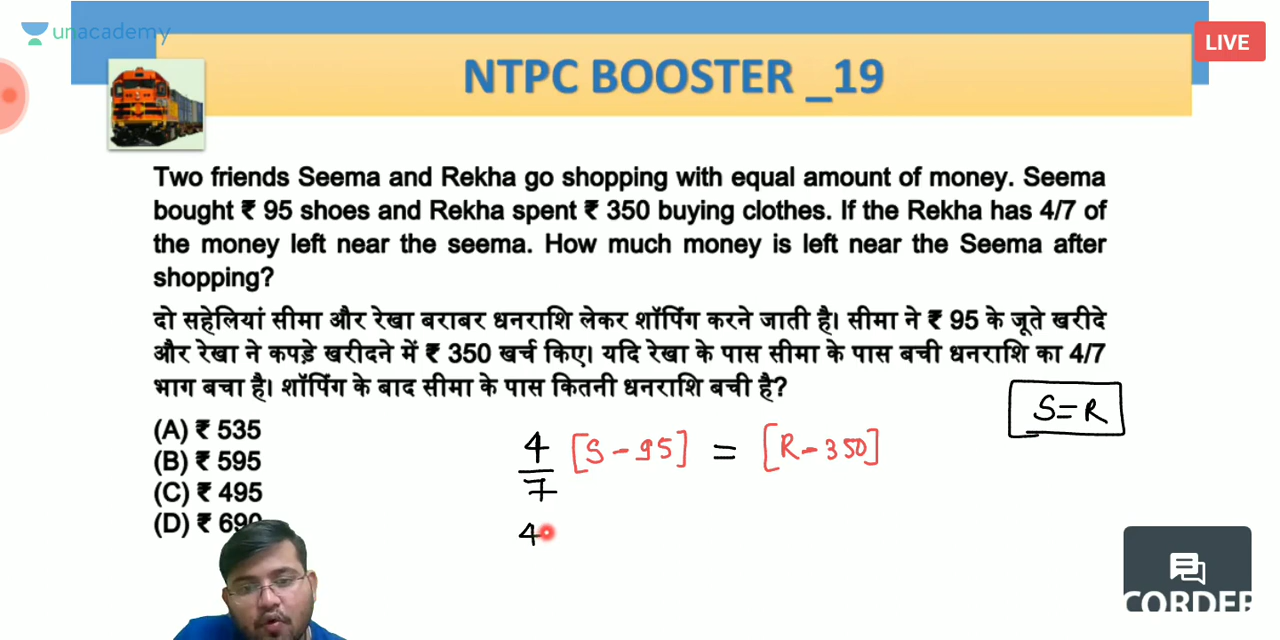 unacademy
LIVE
NTPC BOOSTER _19
Two friends Seema and Rekha go shopping with equal amount of money. Seema
bought ₹ 95 shoes and Rekha spent ₹ 350 buying clothes. If the Rekha has 4/7 of
the money left near the seema. How much money is left near the Seema after
shopping?
दो सहेलियां सीमा और रेखा बराबर धनराशि लेकर शॉपिंग करने जाती है। सीमा ने ₹ 95 के जूते खरीदे
और रेखा ने कपड़े खरीदने में ₹ 350 खर्च किए। यदि रेखा के पास सीमा के पास बची धनराशि का 4/7
भाग बचा है। शॉपिंग के बाद सीमा के पास कितनी धनराशि बची है?
S=R
(A) ₹ 535
(B) ₹ 595
(C) ₹ 495
(D) ₹ 690
4/7 [S-95] = [R-350]
4
CORDER